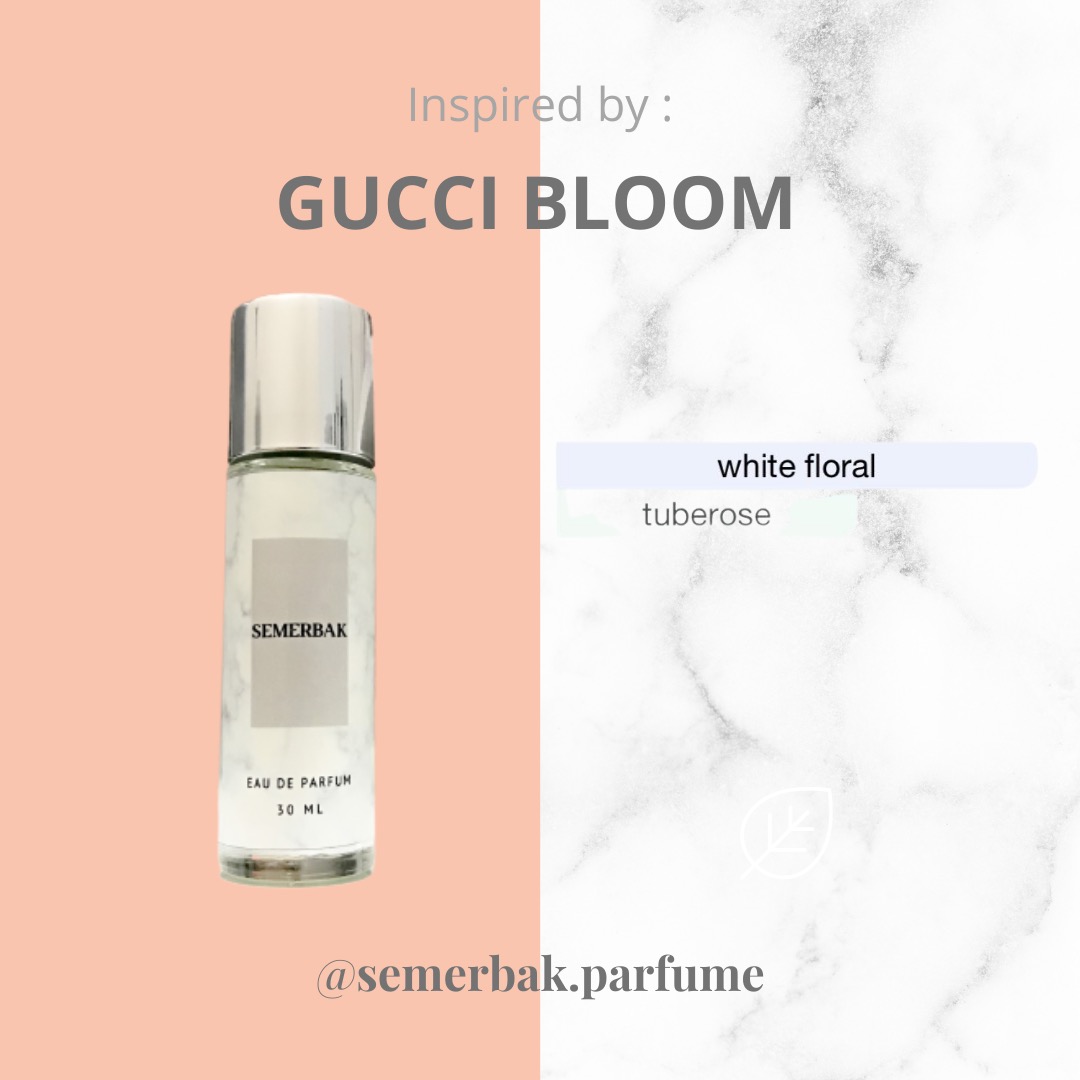 Inspired by :
GUCCI BLOOM
white floral
tuberose
SEMERBAK
EAU DE PARFUM
30 ML
@semerbak.parfume